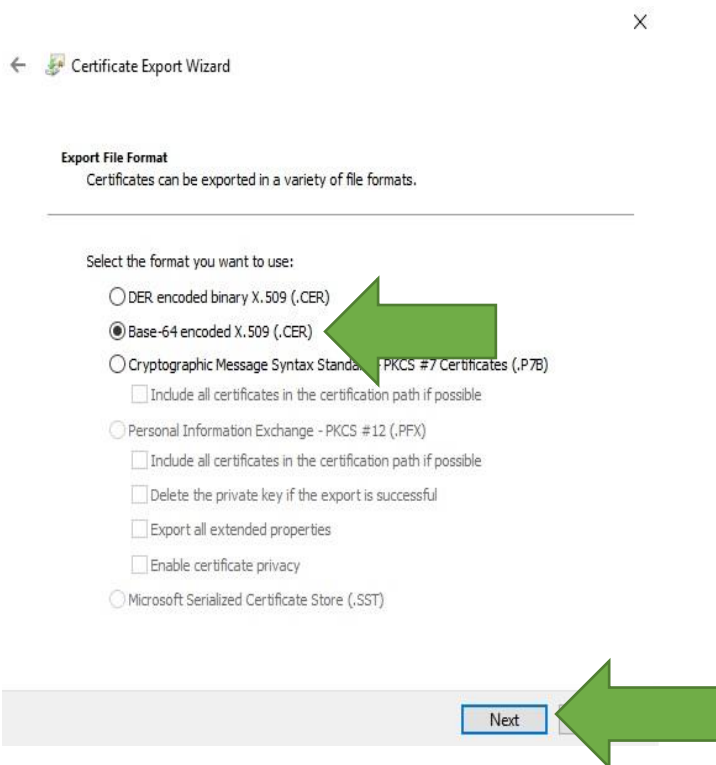 Certificate Export Wizard
Export File Format
Certificates can be exported in a variety of file formats.
Select the format you want to use:
DER encoded binary X.509 (.CER)
Base-64 encoded X.509 (.CER)
Cryptographic Message Syntax Standard - PKCS #7 Certificates (.P7B)
Include all certificates in the certification path if possible
Personal Information Exchange - PKCS #12 (.PFX)
Include all certificates in the certification path if possible
Delete the private key if the export is successful
Export all extended properties
Enable certificate privacy
Microsoft Serialized Certificate Store (.SST)
Next